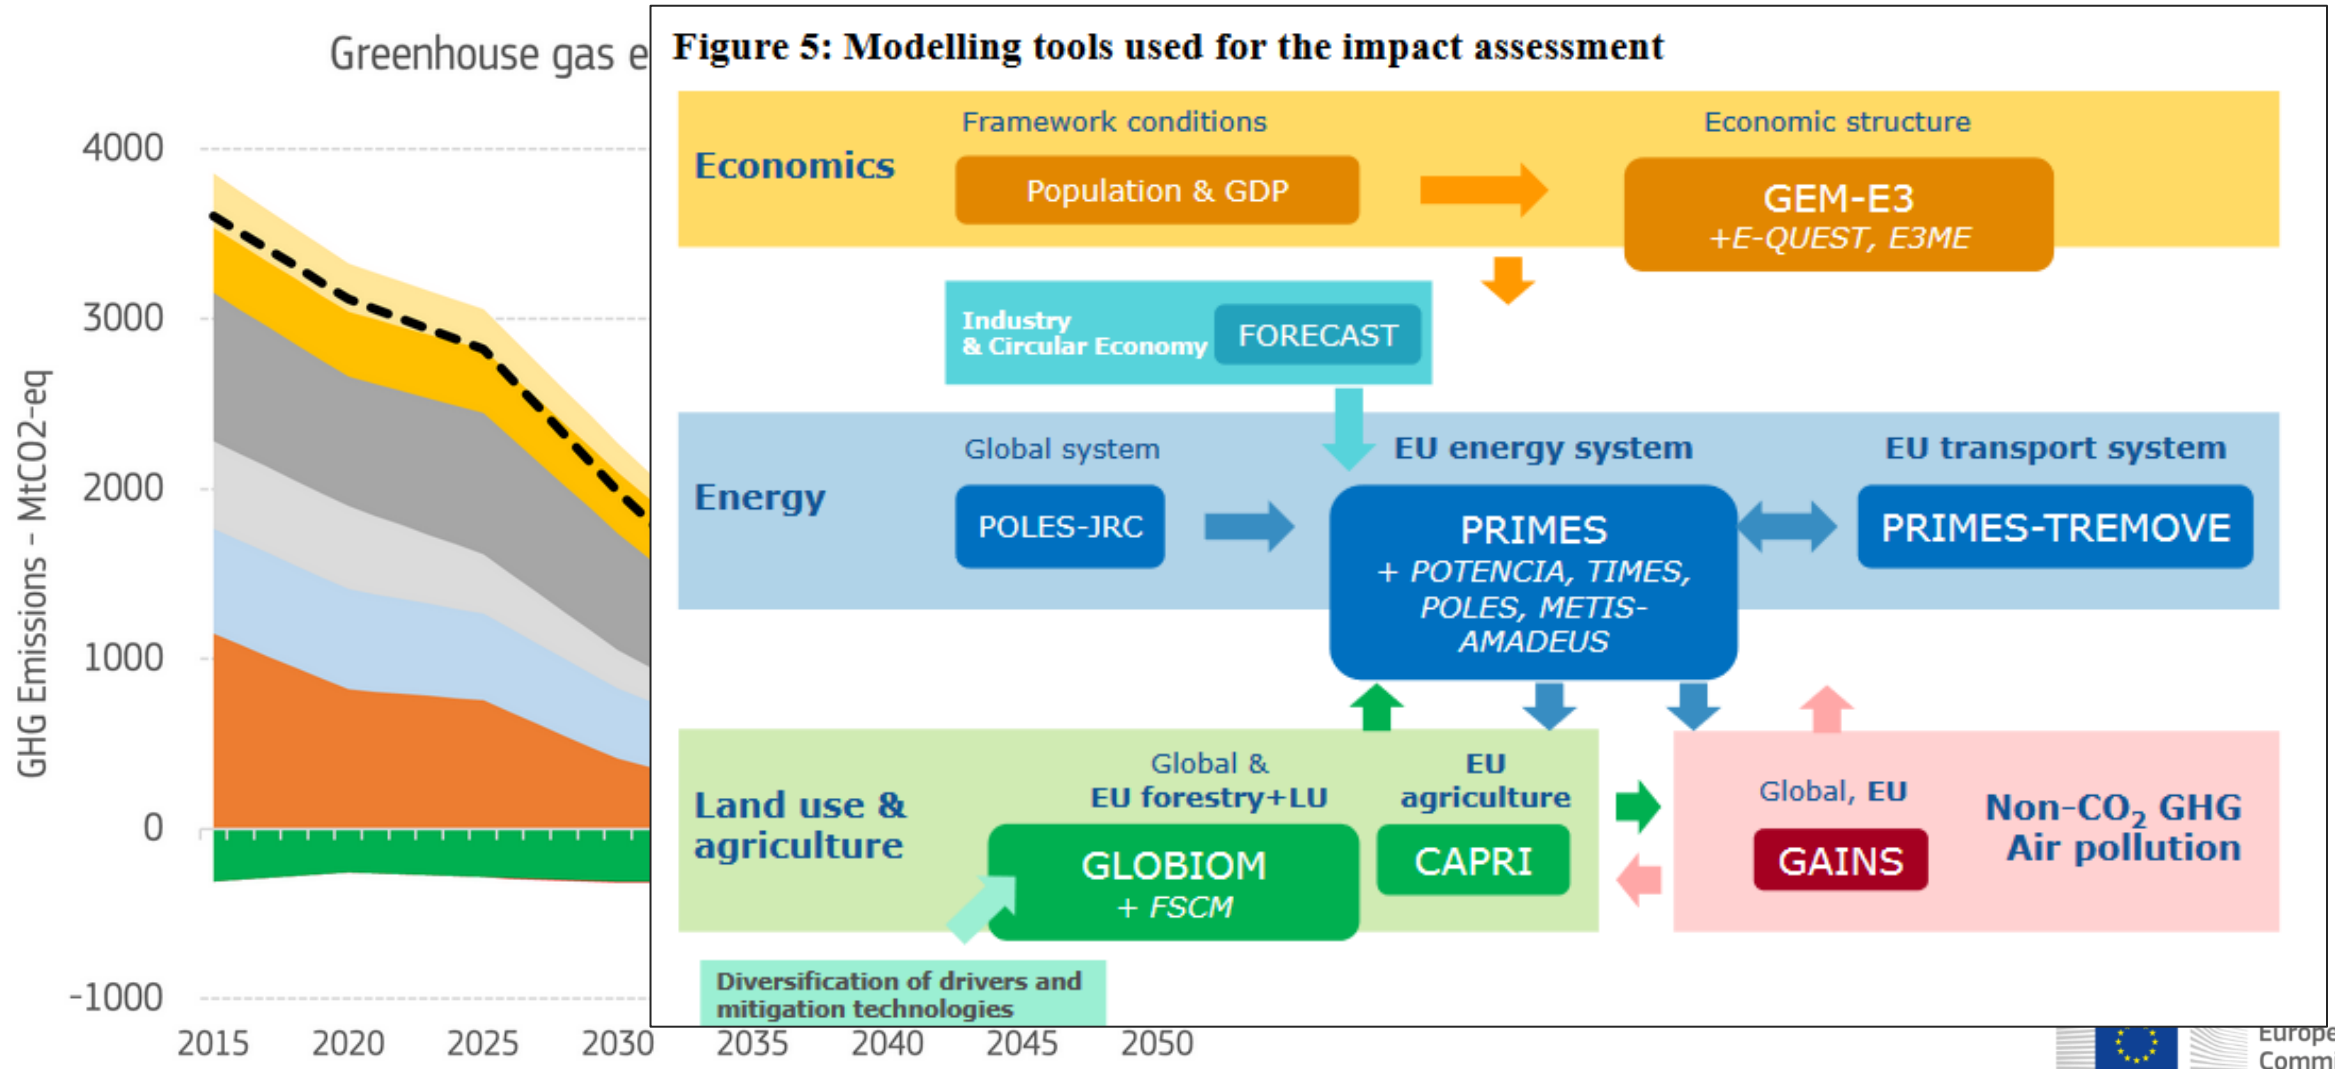 Greenhouse gas e
4000
3000
2000
1000
0
-1000
GHG Emissions - MtCO2-eq
2015 2020 2025 2030 2035 2040 2045 2050
Figure 5: Modelling tools used for the impact assessment
Economics
Framework conditions
Population & GDP
Economic structure
GEM-E3
+E-QUEST, E3ME
Industry
& Circular Economy
FORECAST
Energy
Global system
POLES-JRC
EU energy system
PRIMES
+ POTENCIA, TIMES,
POLES, METIS-
AMADEUS
EU transport system
PRIMES-TREMOVE
Land use &
agriculture
Global &
EU forestry+LU
GLOBIOM
+ FSCM
EU
agriculture
CAPRI
Global, EU
GAINS
Non-CO₂ GHG
Air pollution
Diversification of drivers and
mitigation technologies
Europe
Commi